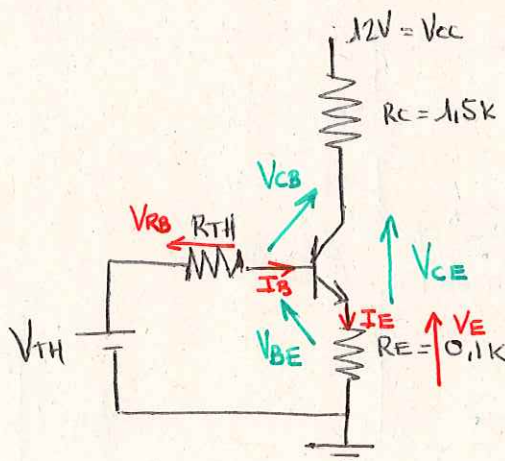 12V = Vcc
RC = 1,5K
VCB
VRB
RTH
VCE
IB
IE
VE
VTH
VBE
RE = 0,1K